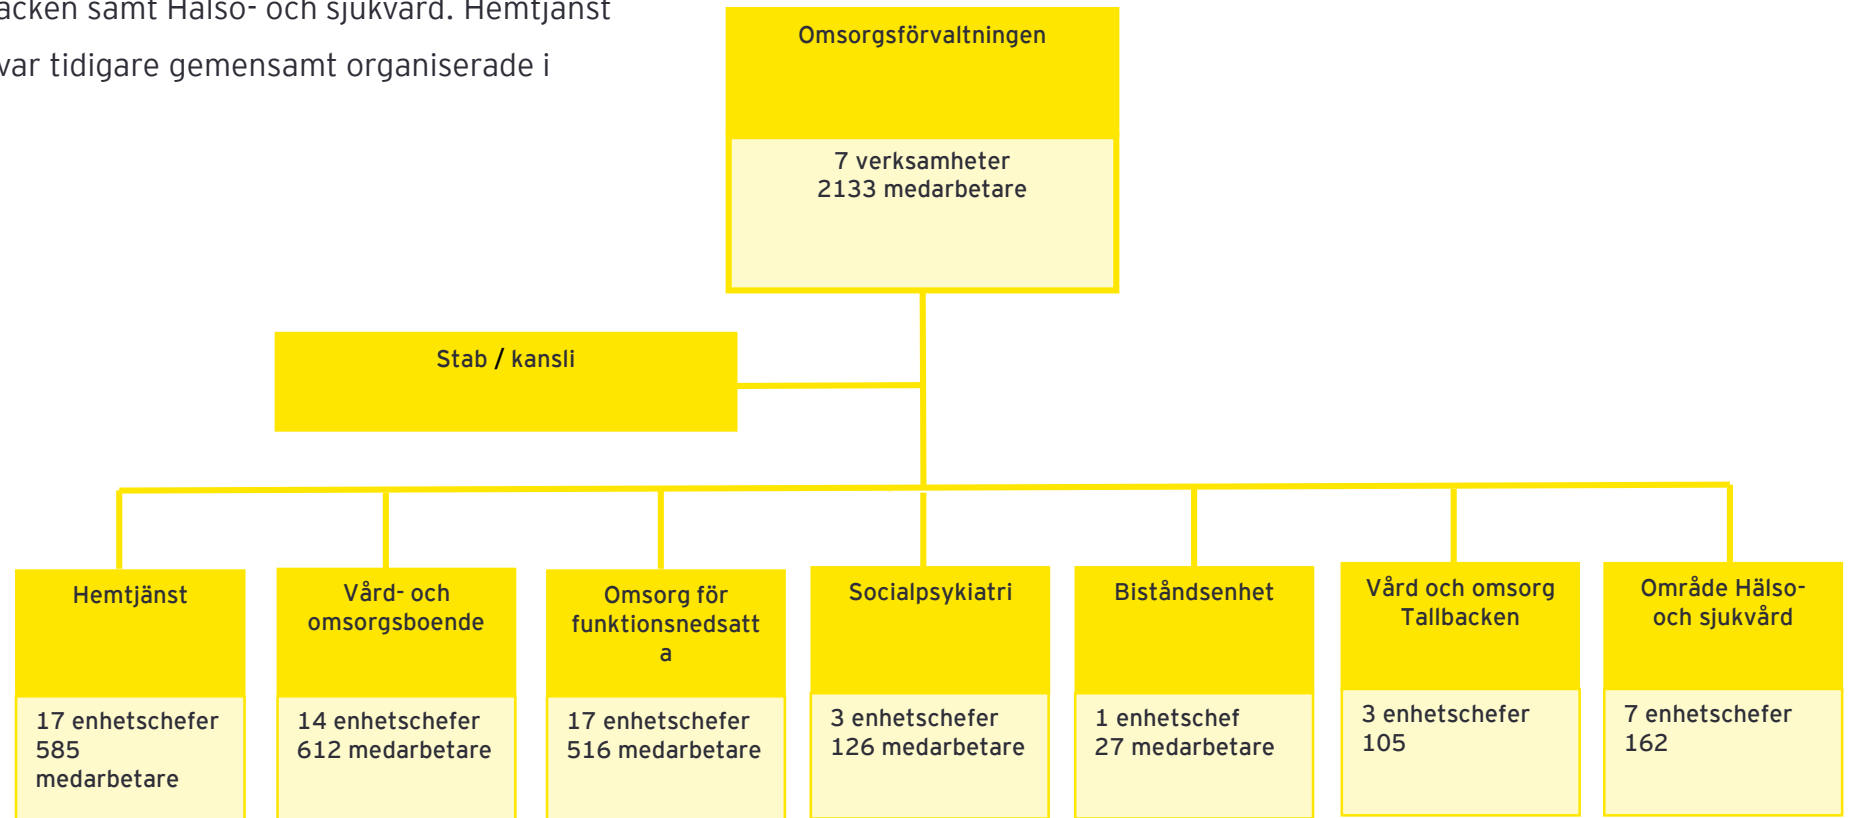 acken samt Hälso- och sjukvård. Hemtjänst
var tidigare gemensamt organiserade i
Omsorgsförvaltningen
7 verksamheter
2133 medarbetare
Stab / kansli
Hemtjänst
17 enhetschefer
585
medarbetare
Vård- och
omsorgsboende
14 enhetschefer
612 medarbetare
Omsorg för
funktionsnedsatt
a
17 enhetschefer
516 medarbetare
Socialpsykiatri
3 enhetschefer
126 medarbetare
Biståndsenhet
1 enhetschef
27 medarbetare
Vård och omsorg
Tallbacken
3 enhetschefer
105
Område Hälso-
och sjukvård
7 enhetschefer
162